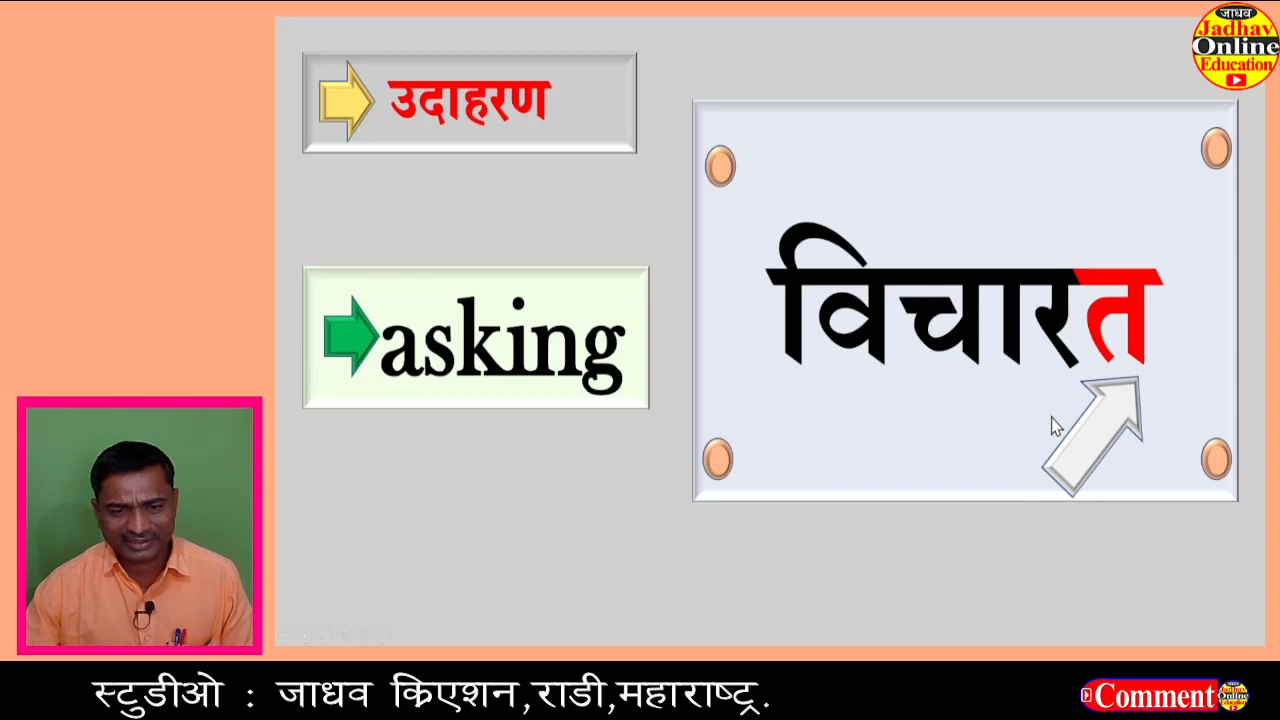 जाधव
Jadhav
Online
Education
उदाहरण
विचारत
asking
स्टुडीओ : जाधव क्रिएशन,राडी,महाराष्ट्र.
Comment